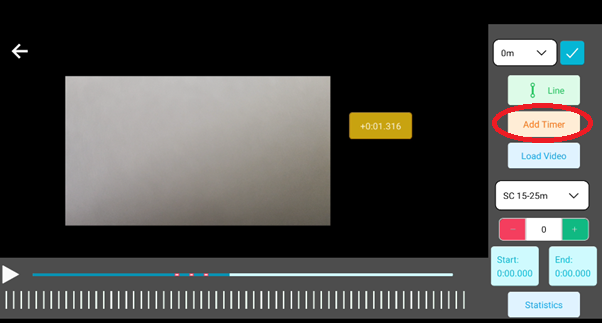 0m
Line
+0:01.316
Add Timer
Load Video
SC 15-25m
− 0 +
Start: End:
0:00.000 0:00.000
Statistics